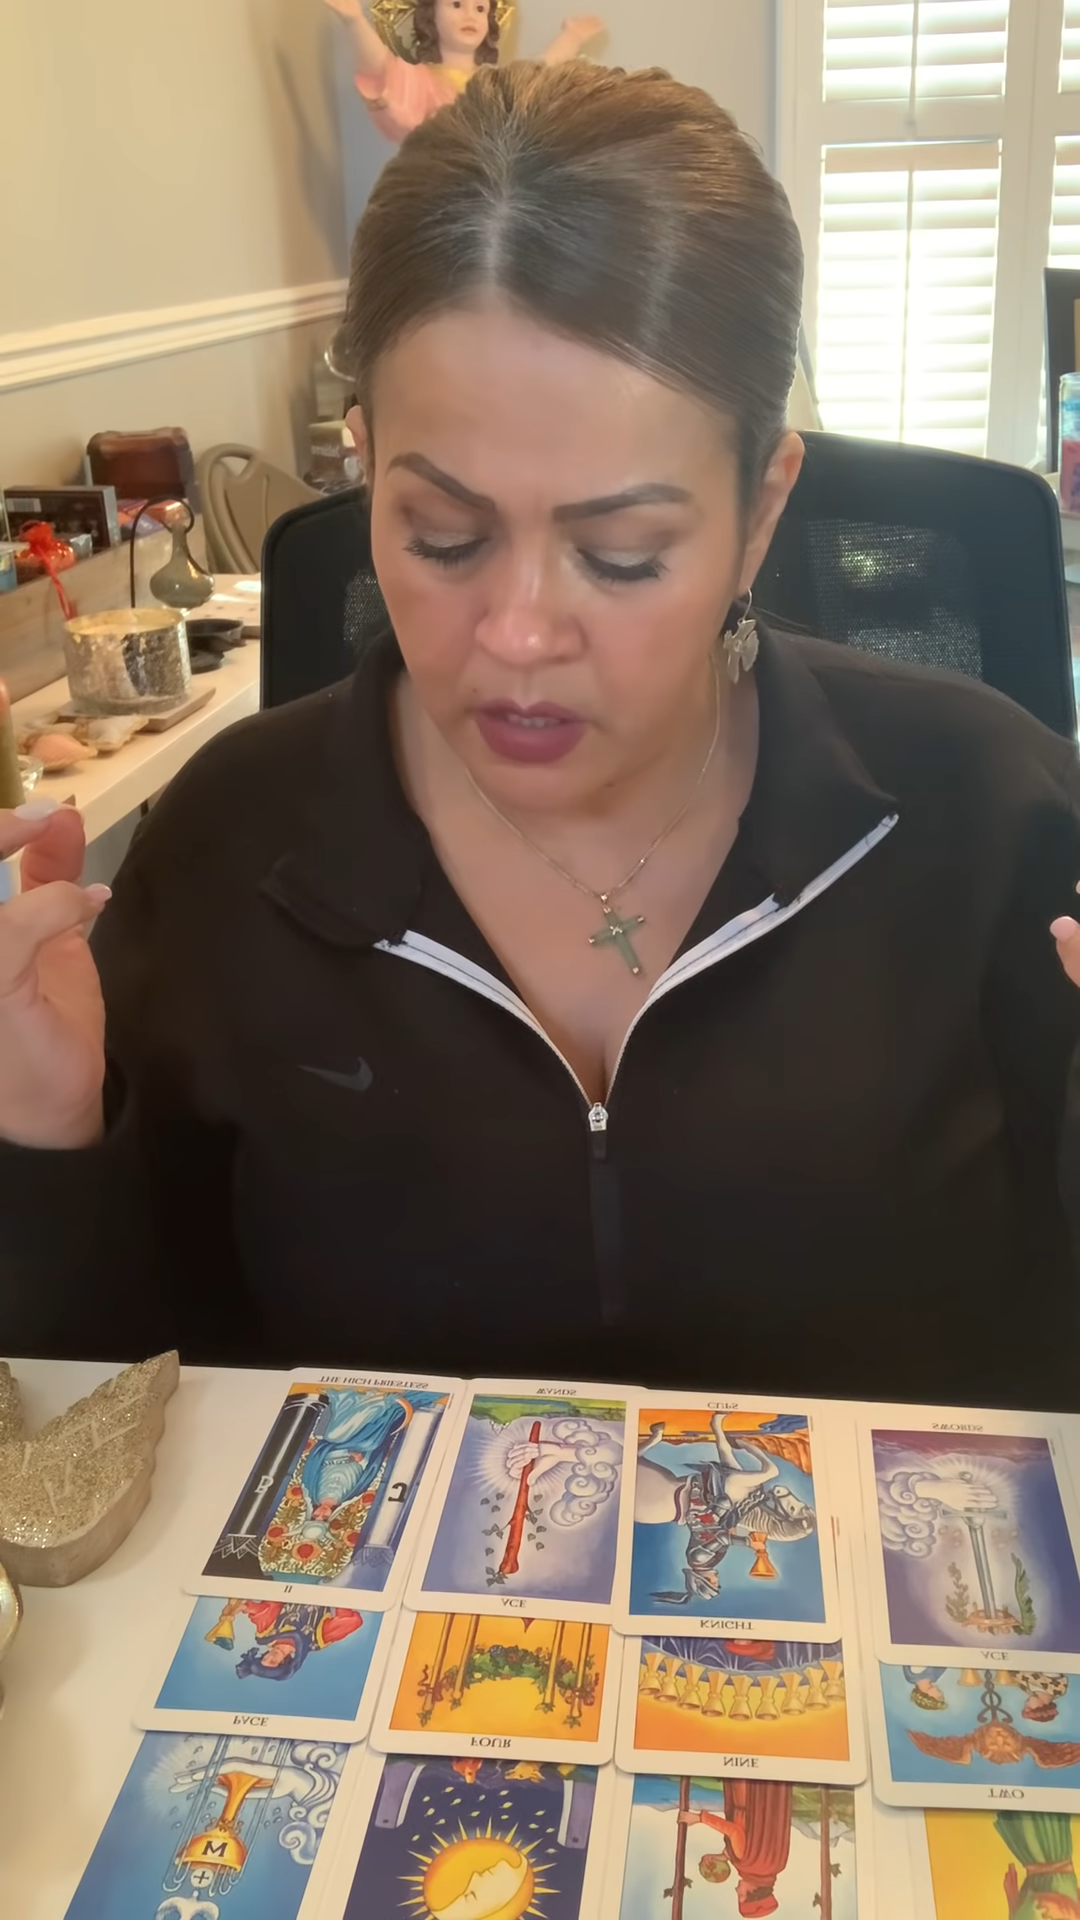 THE HIGH PRIESTESS
WANDS
CUPS
SWORDS
B
II
ACE
KNIGHT
ACE
PAGE
FOUR
NINE
TWO
M